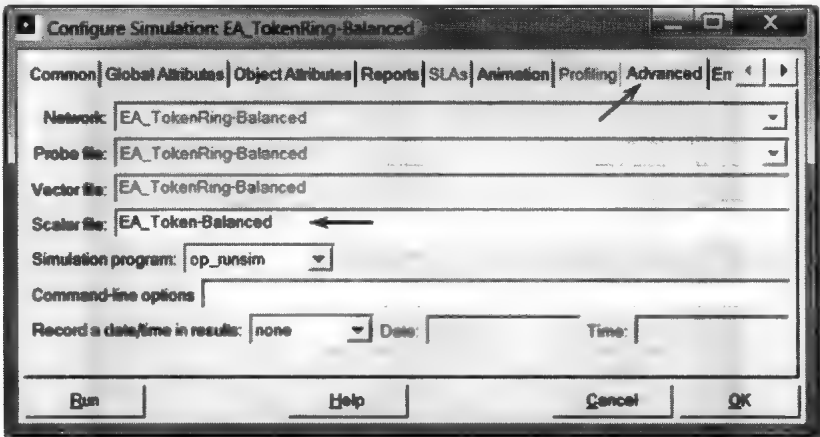 Configure Simulation: EA_TokenRing-Balanced
Common Global Attributes Object Attributes Reports SLAs Animation Profiling Advanced Em
Network: EA_TokenRing-Balanced
Probe file: EA_TokenRing-Balanced
Vector file: EA_TokenRing-Balanced
Scalar file: EA_Token-Balanced
Simulation program: op_runsim
Command-line options
Record a date/time in results: none Date: Time:
Run Help Cancel OK